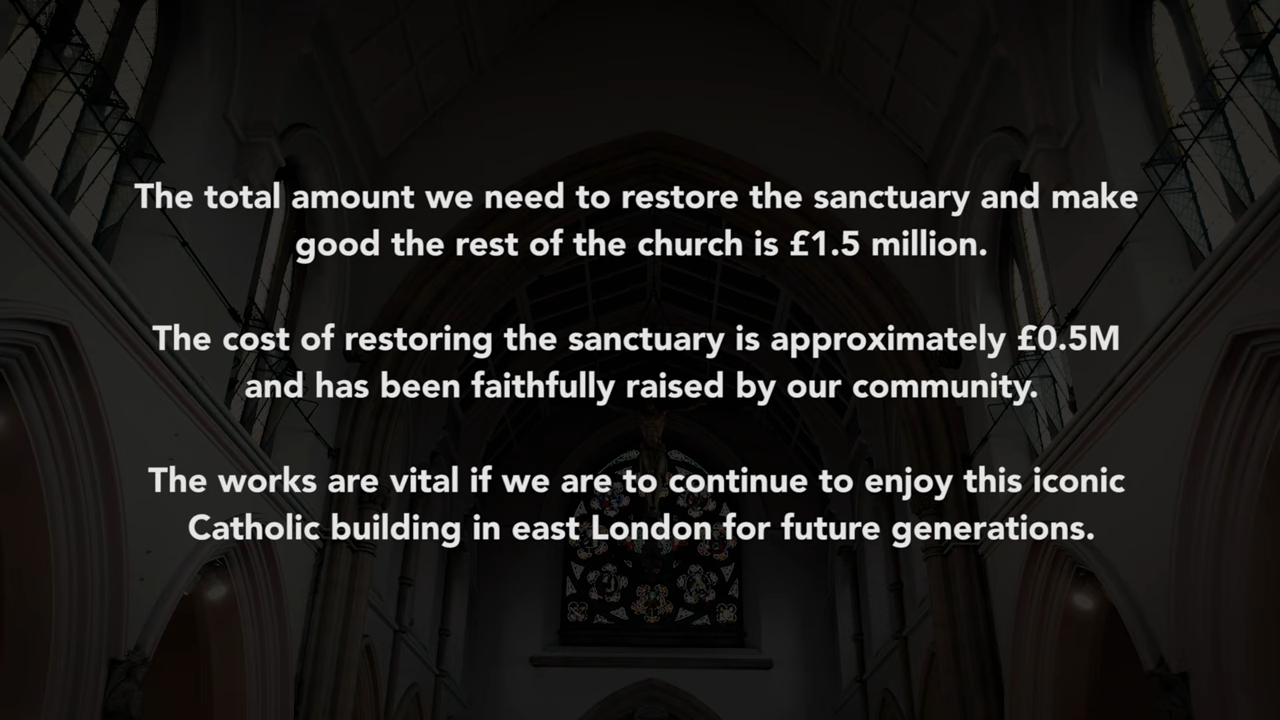 The total amount we need to restore the sanctuary and make
good the rest of the church is £1.5 million.
The cost of restoring the sanctuary is approximately £0.5M
and has been faithfully raised by our community.
The works are vital if we are to continue to enjoy this iconic
Catholic building in east London for future generations.